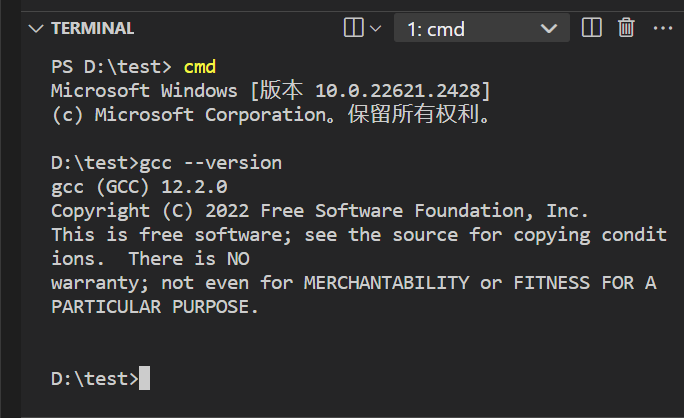 TERMINAL
1: cmd
PS D:\test> cmd
Microsoft Windows [版本 10.0.22621.2428]
(c) Microsoft Corporation。保留所有权利。
D:\test>gcc --version
gcc (GCC) 12.2.0
Copyright (C) 2022 Free Software Foundation, Inc.
This is free software; see the source for copying condit
ions.  There is NO
warranty; not even for MERCHANTABILITY or FITNESS FOR A
PARTICULAR PURPOSE.
D:\test>